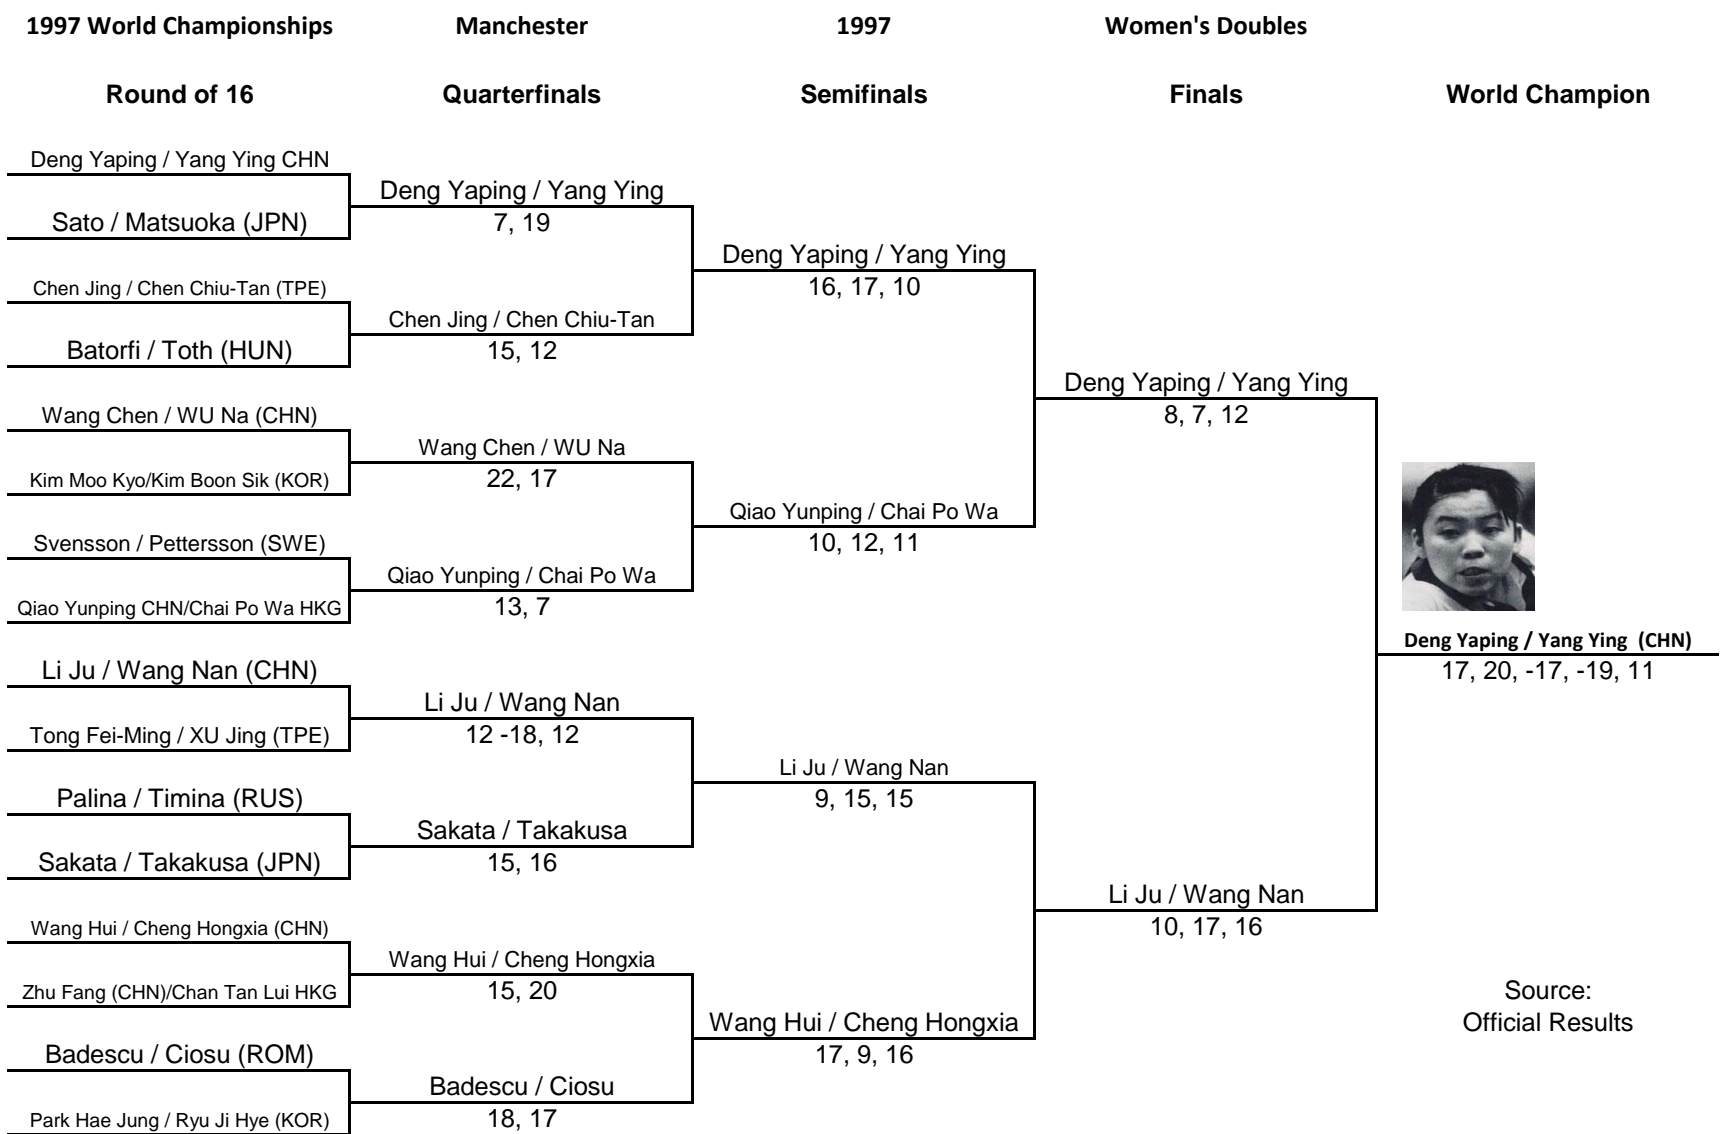 1997 World Championships Manchester 1997 Women's Doubles
Round of 16 Quarterfinals Semifinals Finals World Champion
Deng Yaping / Yang Ying CHN
Deng Yaping / Yang Ying
Sato / Matsuoka (JPN)
7, 19
Deng Yaping / Yang Ying
Chen Jing / Chen Chiu-Tan (TPE)
16, 17, 10
Chen Jing / Chen Chiu-Tan
Batorfi / Toth (HUN)
15, 12
Deng Yaping / Yang Ying
Wang Chen / WU Na (CHN)
8, 7, 12
Wang Chen / WU Na
Kim Moo Kyo/Kim Boon Sik (KOR)
22, 17
Qiao Yunping / Chai Po Wa
Svensson / Pettersson (SWE)
10, 12, 11
Qiao Yunping / Chai Po Wa
Qiao Yunping CHN/Chai Po Wa HKG
13, 7
Deng Yaping / Yang Ying (CHN)
Li Ju / Wang Nan (CHN)
17, 20, -17, -19, 11
Li Ju / Wang Nan
Tong Fei-Ming / XU Jing (TPE)
12 -18, 12
Li Ju / Wang Nan
Palina / Timina (RUS)
9, 15, 15
Sakata / Takakusa
Sakata / Takakusa (JPN)
15, 16
Li Ju / Wang Nan
Wang Hui / Cheng Hongxia (CHN)
10, 17, 16
Wang Hui / Cheng Hongxia
Zhu Fang (CHN)/Chan Tan Lui HKG
15, 20
Source:
Wang Hui / Cheng Hongxia
Official Results
Badescu / Ciosu (ROM)
17, 9, 16
Badescu / Ciosu
Park Hae Jung / Ryu Ji Hye (KOR)
18, 17